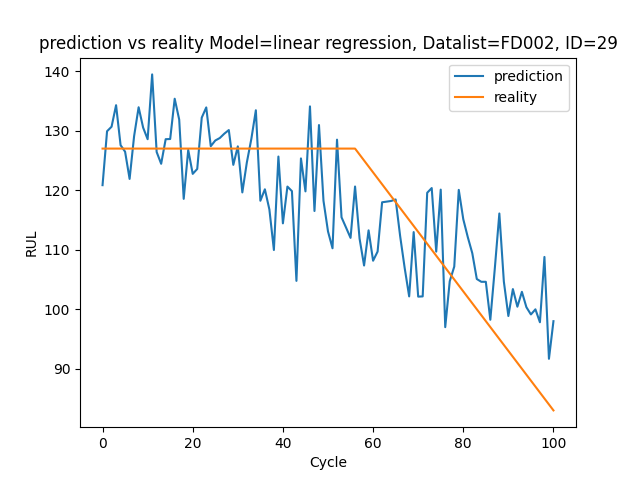 prediction vs reality Model=linear regression, Datalist=FD002, ID=29
prediction
reality
140
130
120
110
100
90
RUL
0
20
40
60
80
100
Cycle